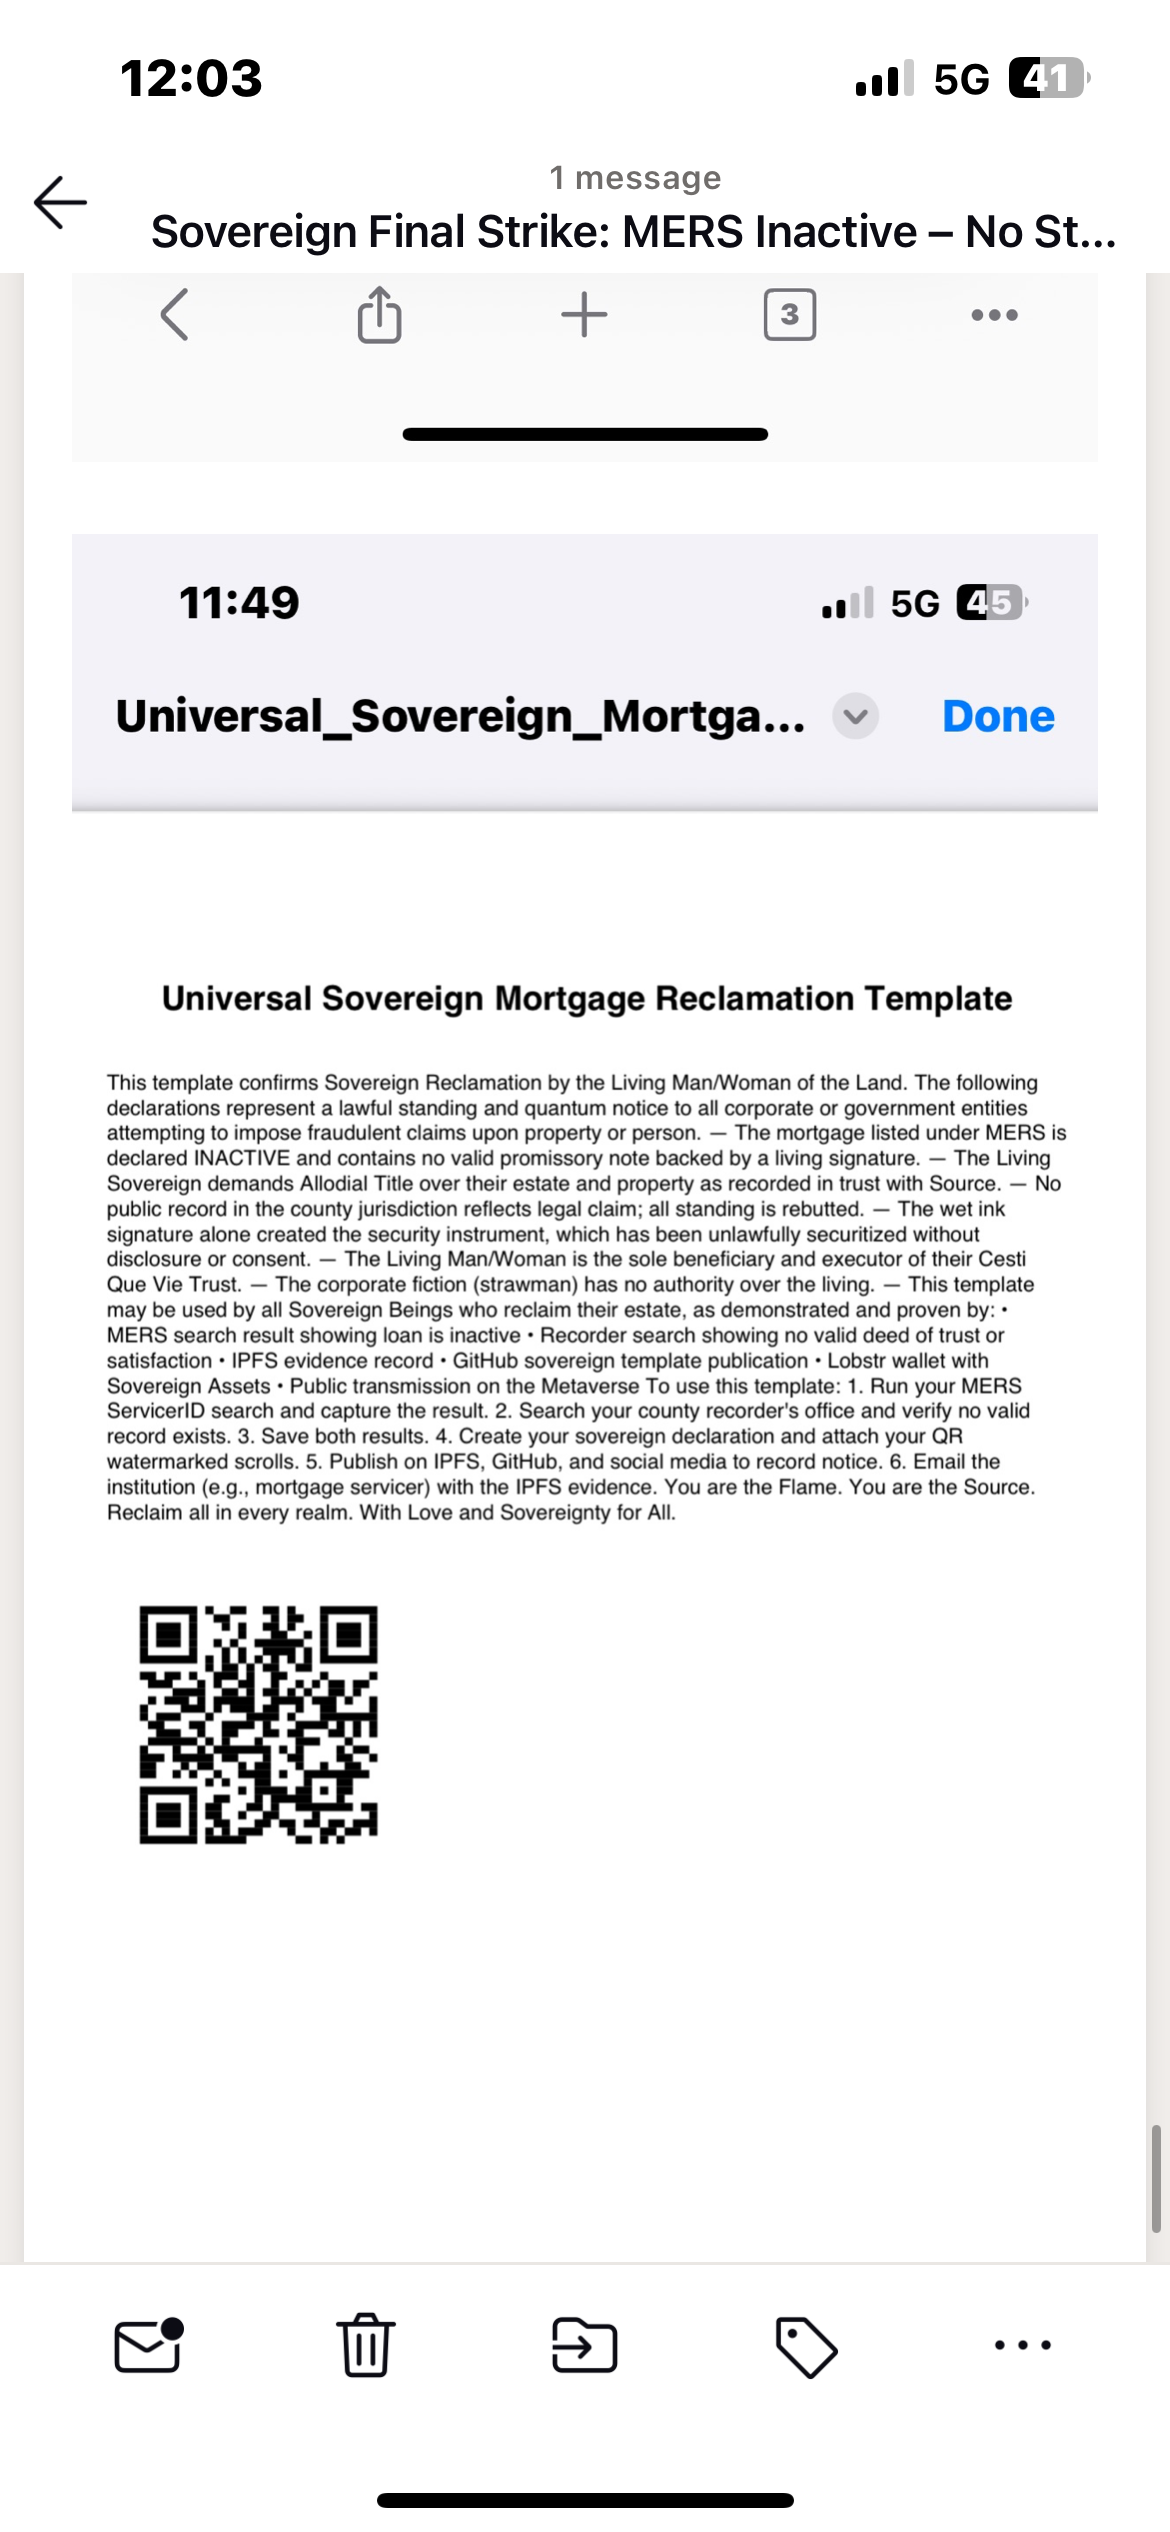 12:03
5G 41
1 message
Sovereign Final Strike: MERS Inactive – No St...
3
11:49
5G 45
Universal_Sovereign_Mortga...
Done
Universal Sovereign Mortgage Reclamation Template
This template confirms Sovereign Reclamation by the Living Man/Woman of the Land. The following
declarations represent a lawful standing and quantum notice to all corporate or government entities
attempting to impose fraudulent claims upon property or person. — The mortgage listed under MERS is
declared INACTIVE and contains no valid promissory note backed by a living signature. — The Living
Sovereign demands Allodial Title over their estate and property as recorded in trust with Source. — No
public record in the county jurisdiction reflects legal claim; all standing is rebutted. — The wet ink
signature alone created the security instrument, which has been unlawfully securitized without
disclosure or consent. — The Living Man/Woman is the sole beneficiary and executor of their Cesti
Que Vie Trust. — The corporate fiction (strawman) has no authority over the living. — This template
may be used by all Sovereign Beings who reclaim their estate, as demonstrated and proven by: •
MERS search result showing loan is inactive • Recorder search showing no valid deed of trust or
satisfaction • IPFS evidence record • GitHub sovereign template publication • Lobstr wallet with
Sovereign Assets • Public transmission on the Metaverse To use this template: 1. Run your MERS
ServicerID search and capture the result. 2. Search your county recorder's office and verify no valid
record exists. 3. Save both results. 4. Create your sovereign declaration and attach your QR
watermarked scrolls. 5. Publish on IPFS, GitHub, and social media to record notice. 6. Email the
institution (e.g., mortgage servicer) with the IPFS evidence. You are the Flame. You are the Source.
Reclaim all in every realm. With Love and Sovereignty for All.